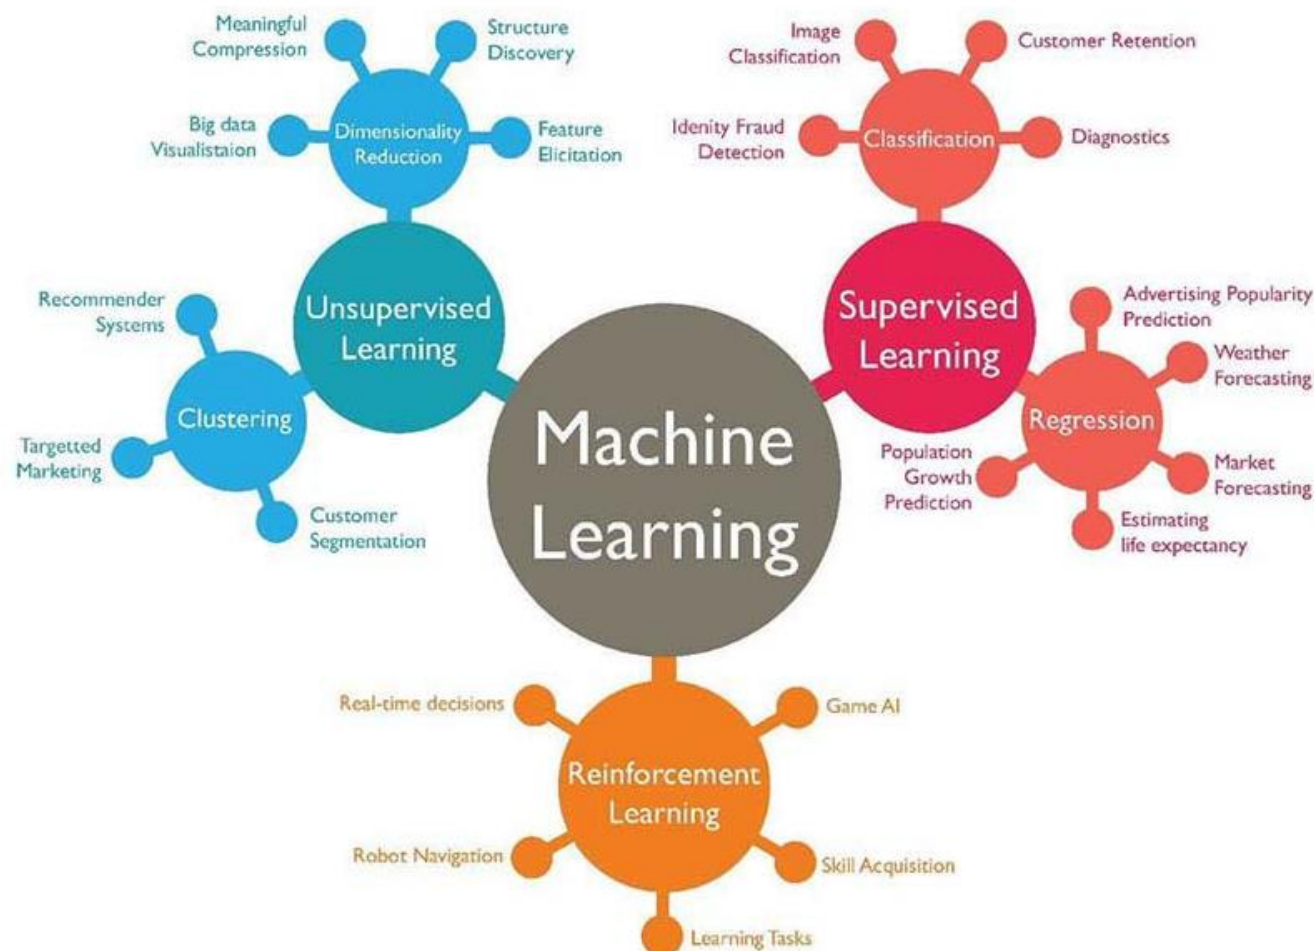 Meaningful
Compression
Structure
Discovery
Big data
Visualistaion
Dimensionality
Reduction
Feature
Elicitation
Image
Classification
Customer Retention
Idenity Fraud
Detection
Classification
Diagnostics
Recommender
Systems
Unsupervised
Learning
Clustering
Targetted
Marketing
Customer
Segmentation
Machine
Learning
Supervised
Learning
Advertising Popularity
Prediction
Weather
Forecasting
Regression
Population
Growth
Prediction
Market
Forecasting
Estimating
life expectancy
Real-time decisions
Game AI
Reinforcement
Learning
Robot Navigation
Skill Acquisition
Learning Tasks